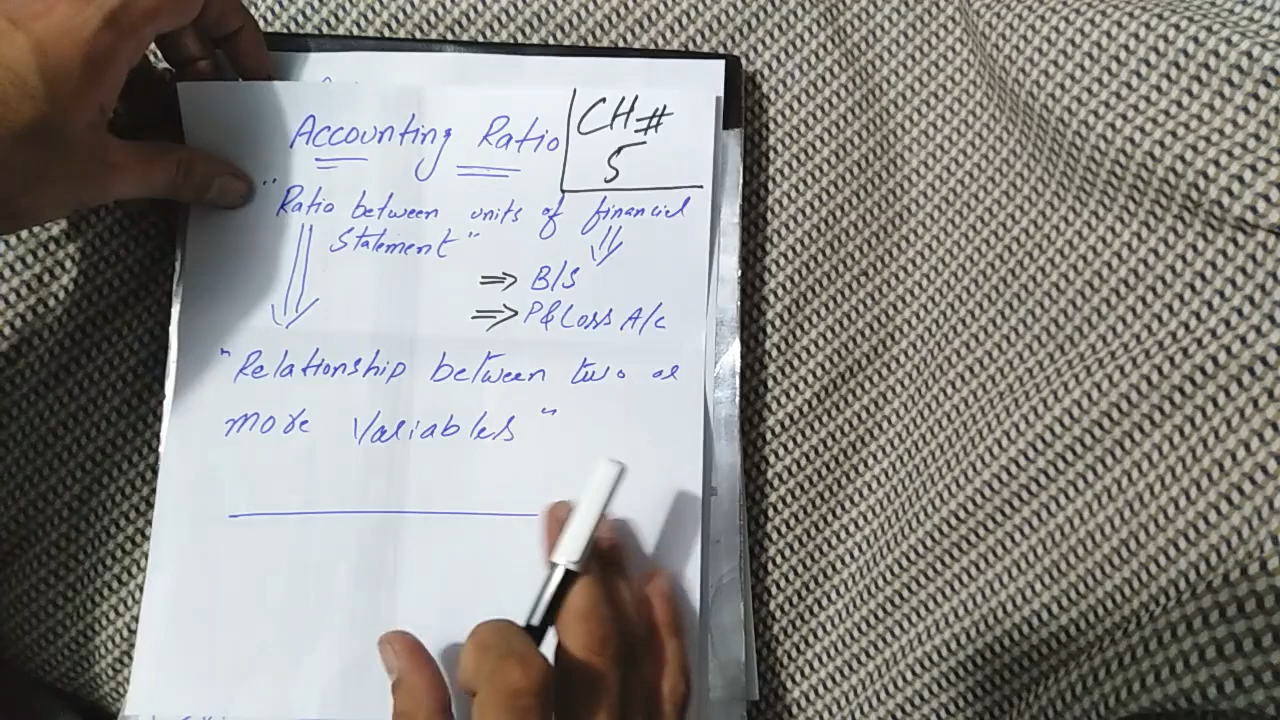 Accounting Ratio
CH#
5
"Ratio between units of financial
Statement"
⇒ B/S
⇒ P&Loss A/c
"Relationship between two or
more Variables"